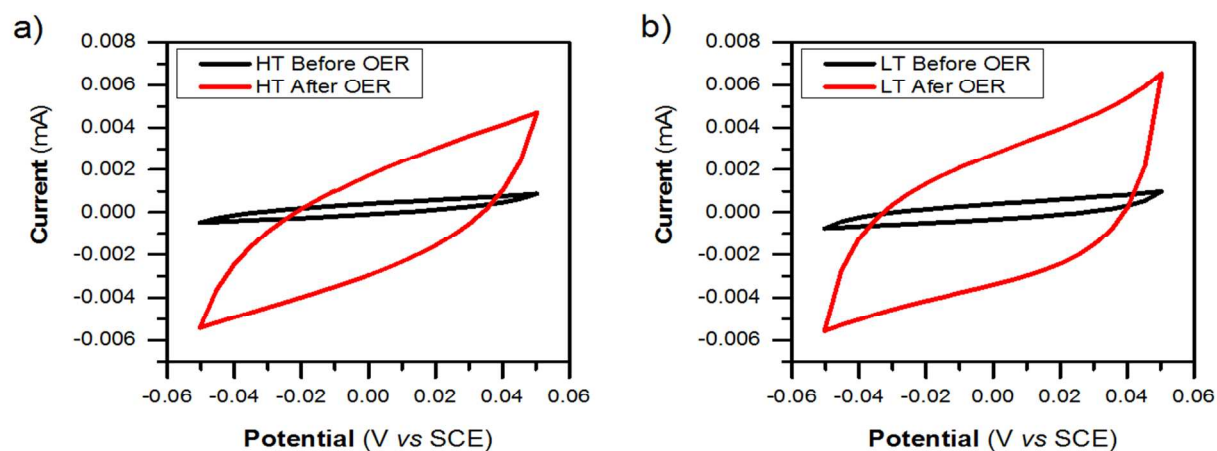 a)
HT Before OER
HT After OER
0.008
0.006
0.004
0.002
0.000
-0.002
-0.004
-0.006
Current (mA)
-0.06 -0.04 -0.02 0.00 0.02 0.04 0.06
Potential (V vs SCE)
b)
LT Before OER
LT Afer OER
0.008
0.006
0.004
0.002
0.000
-0.002
-0.004
-0.006
Current (mA)
-0.06 -0.04 -0.02 0.00 0.02 0.04 0.06
Potential (V vs SCE)